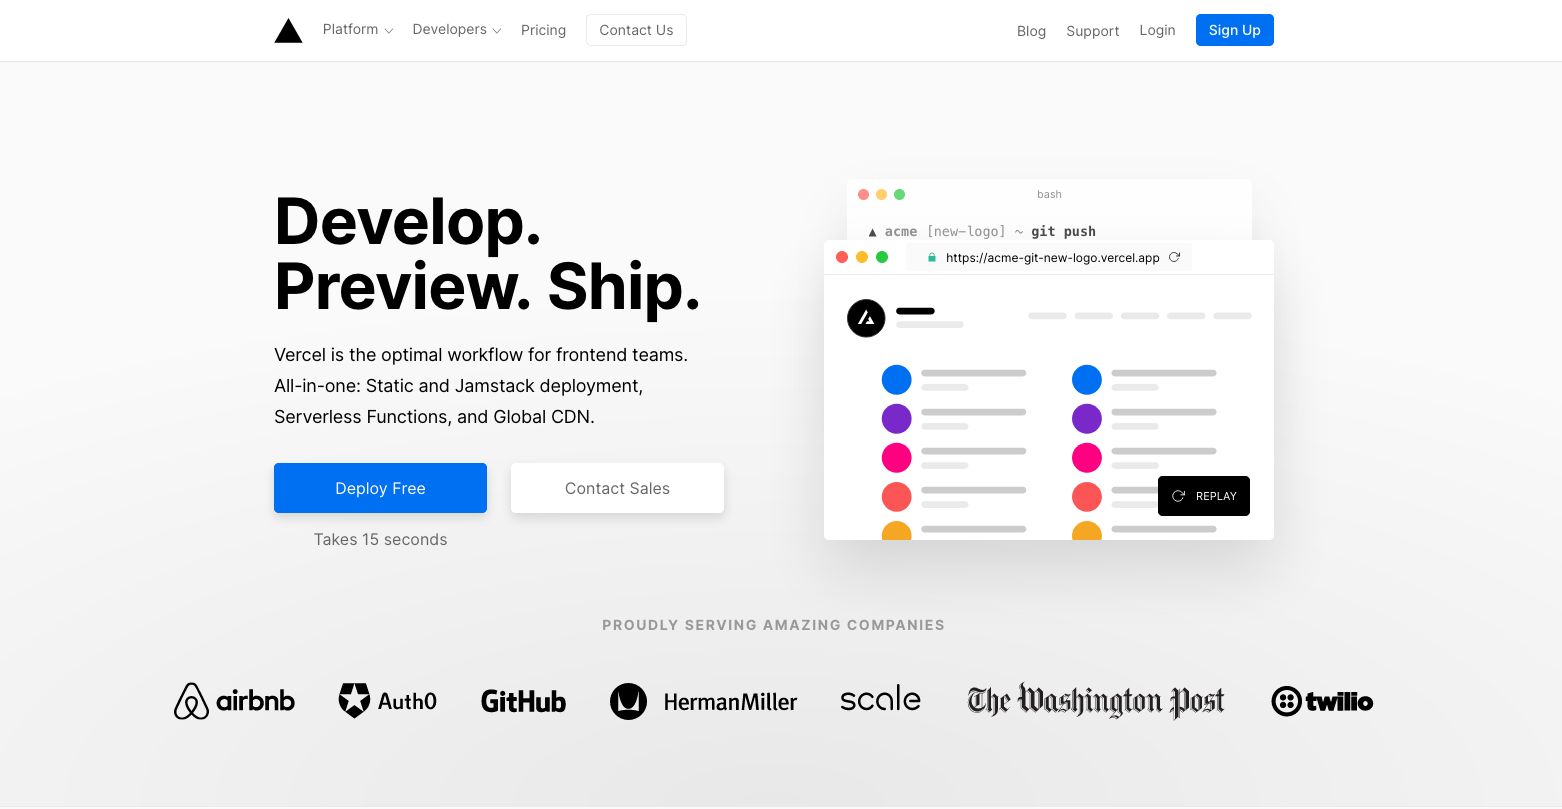 Platform
Developers
Pricing
Contact Us
Blog
Support
Login
Sign Up
Develop.
Preview. Ship.
Vercel is the optimal workflow for frontend teams.
All-in-one: Static and Jamstack deployment,
Serverless Functions, and Global CDN.
Deploy Free
Contact Sales
Takes 15 seconds
bash
▲ acme [new-logo] ~ git push
https://acme-git-new-logo.vercel.app
REPLAY
PROUDLY SERVING AMAZING COMPANIES
airbnb
Auth0
GitHub
HermanMiller
scale
The Washington Post
twilio